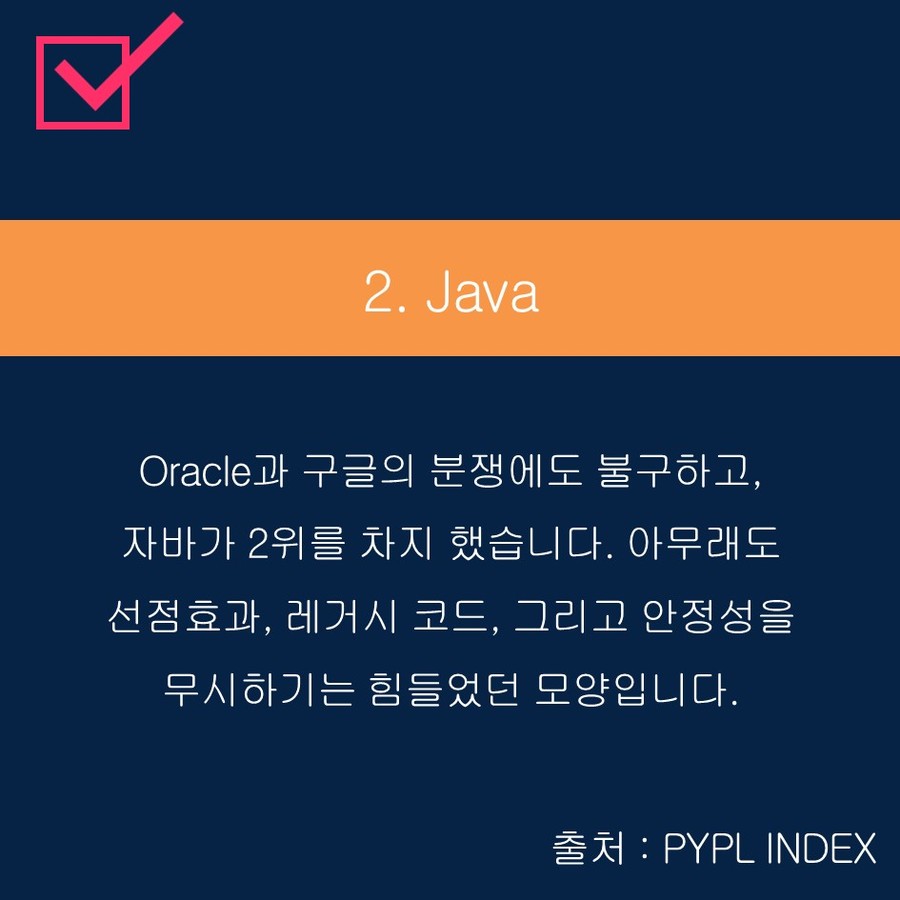 2. Java
Oracle과 구글의 분쟁에도 불구하고,
자바가 2위를 차지 했습니다. 아무래도
선점효과, 레거시 코드, 그리고 안정성을
무시하기는 힘들었던 모양입니다.
출처 : PYPL INDEX